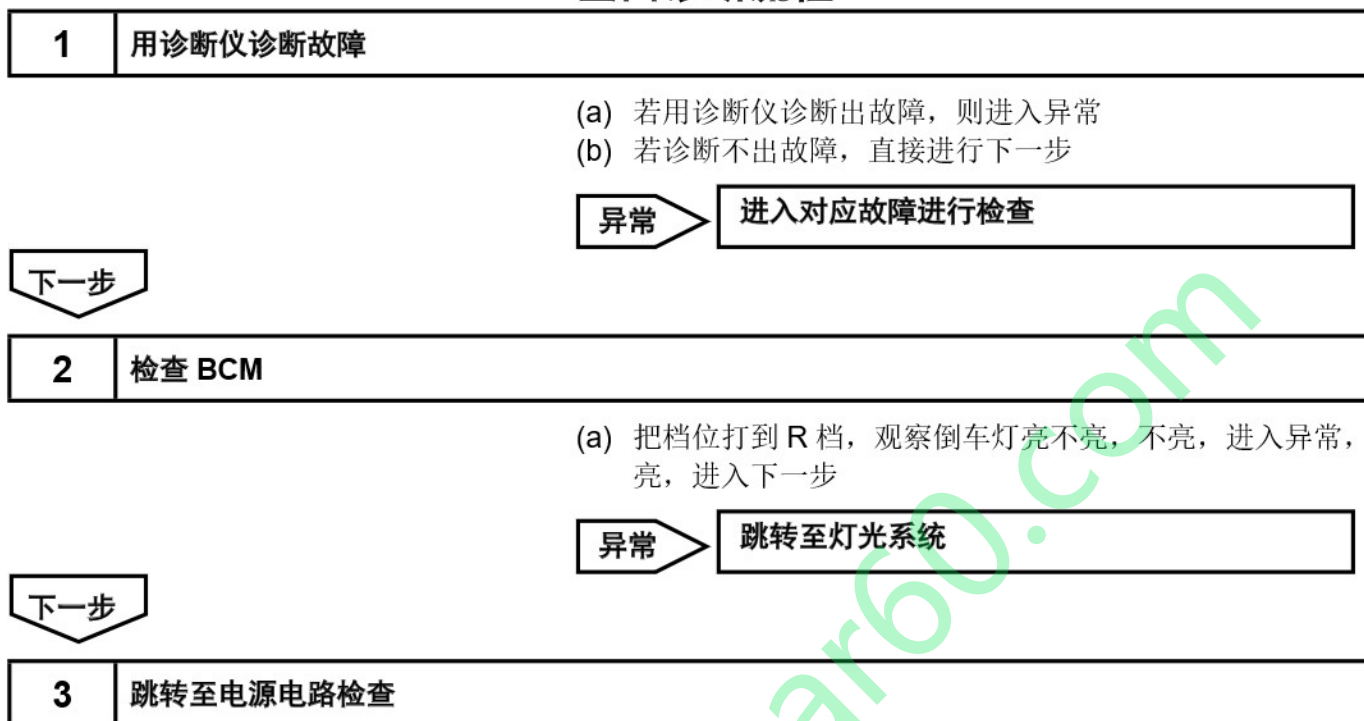 1 用诊断仪诊断故障
(a) 若用诊断仪诊断出故障，则进入异常
(b) 若诊断不出故障，直接进行下一步
异常 进入对应故障进行检查
下一步
2 检查 BCM
(a) 把档位打到 R 档，观察倒车灯亮不亮，不亮，进入异常，
亮，进入下一步
异常 跳转至灯光系统
下一步
3 跳转至电源电路检查
ar60.com